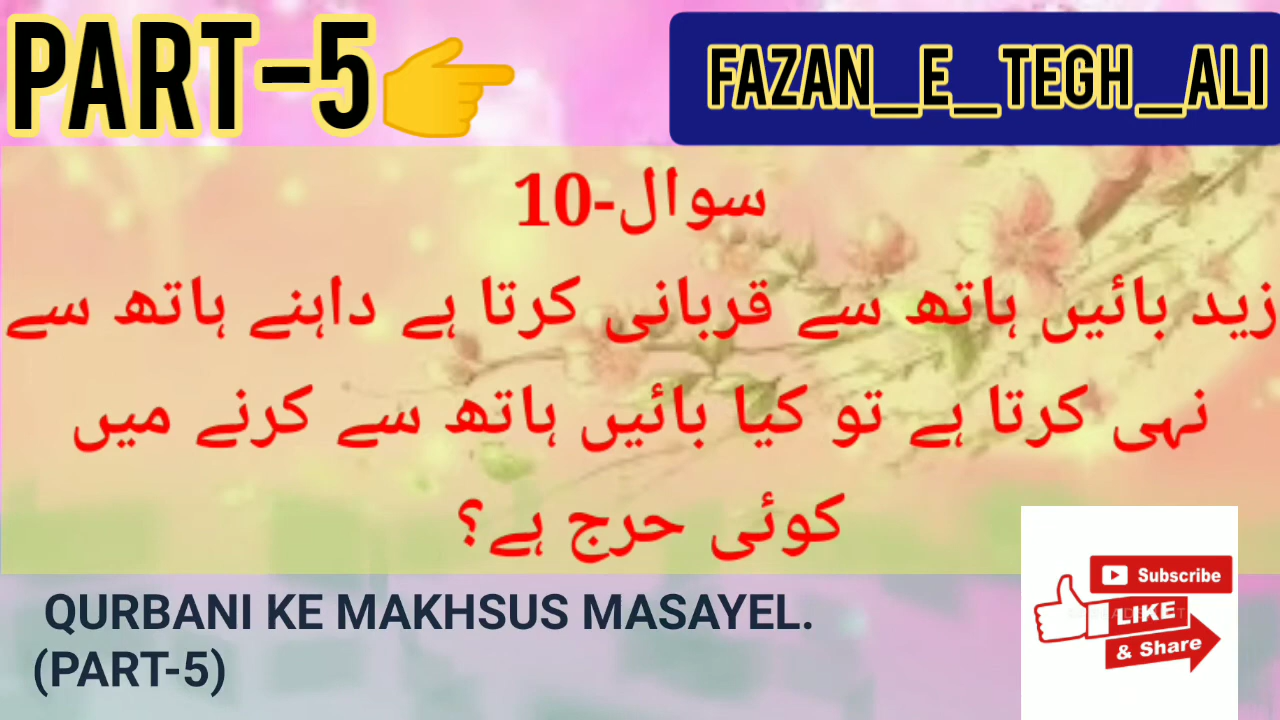 PART-5
FAZAN_E_TEGH_ALI
سوال-10
زید بائیں ہاتھ سے قربانی کرتا ہے داہنے ہاتھ سے
نہی کرتا ہے تو کیا بائیں ہاتھ سے کرنے میں
کوئی حرج ہے؟
QURBANI KE MAKHSUS MASAYEL.
(PART-5)
Subscribe
LIKE
& Share